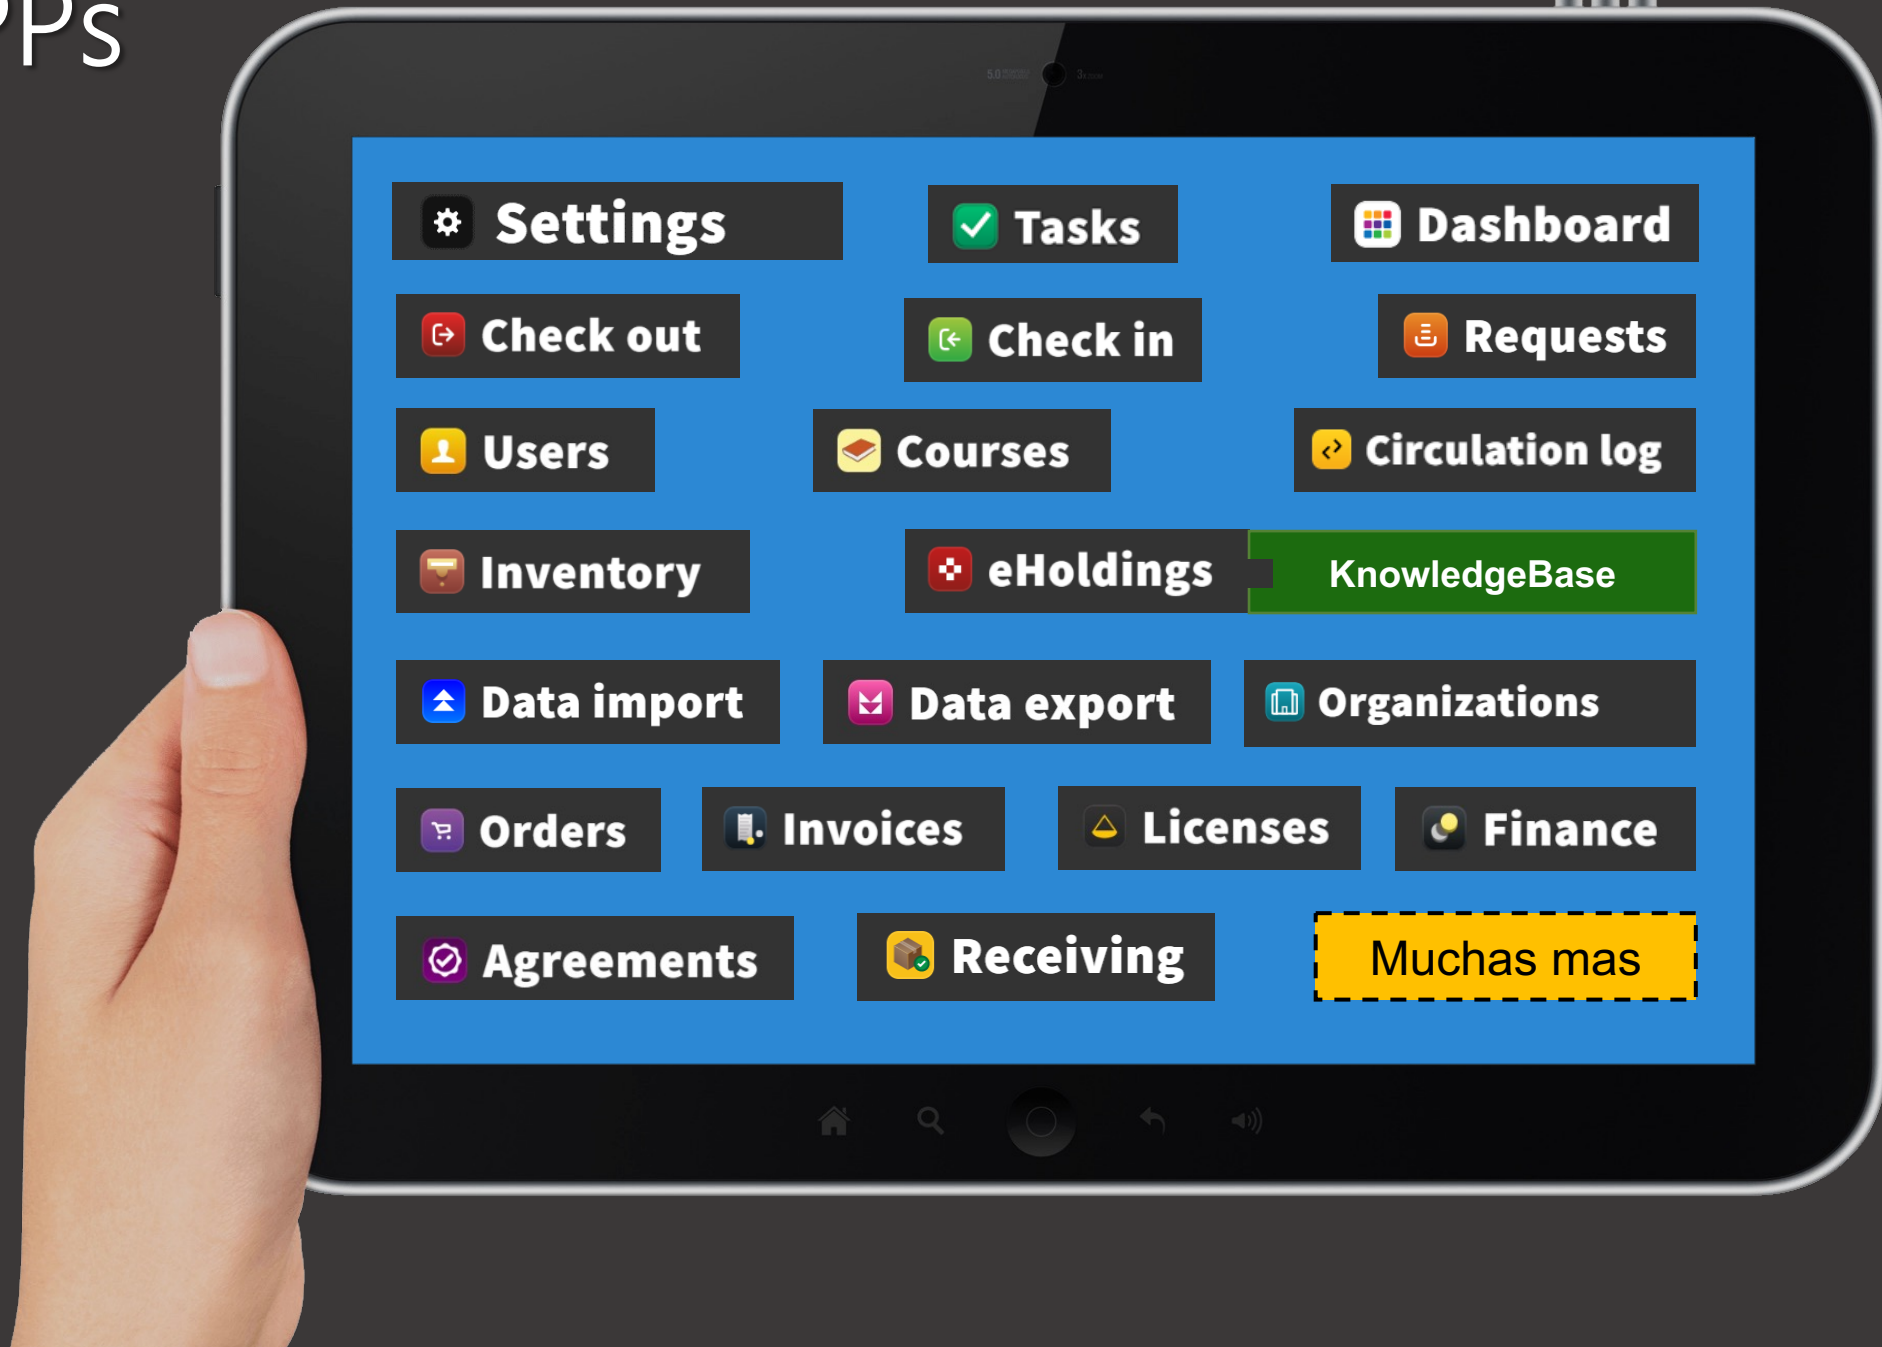 PPs
Settings
Tasks
Dashboard
Check out
Check in
Requests
Users
Courses
Circulation log
Inventory
eHoldings
KnowledgeBase
Data import
Data export
Organizations
Orders
Invoices
Licenses
Finance
Agreements
Receiving
Muchas mas